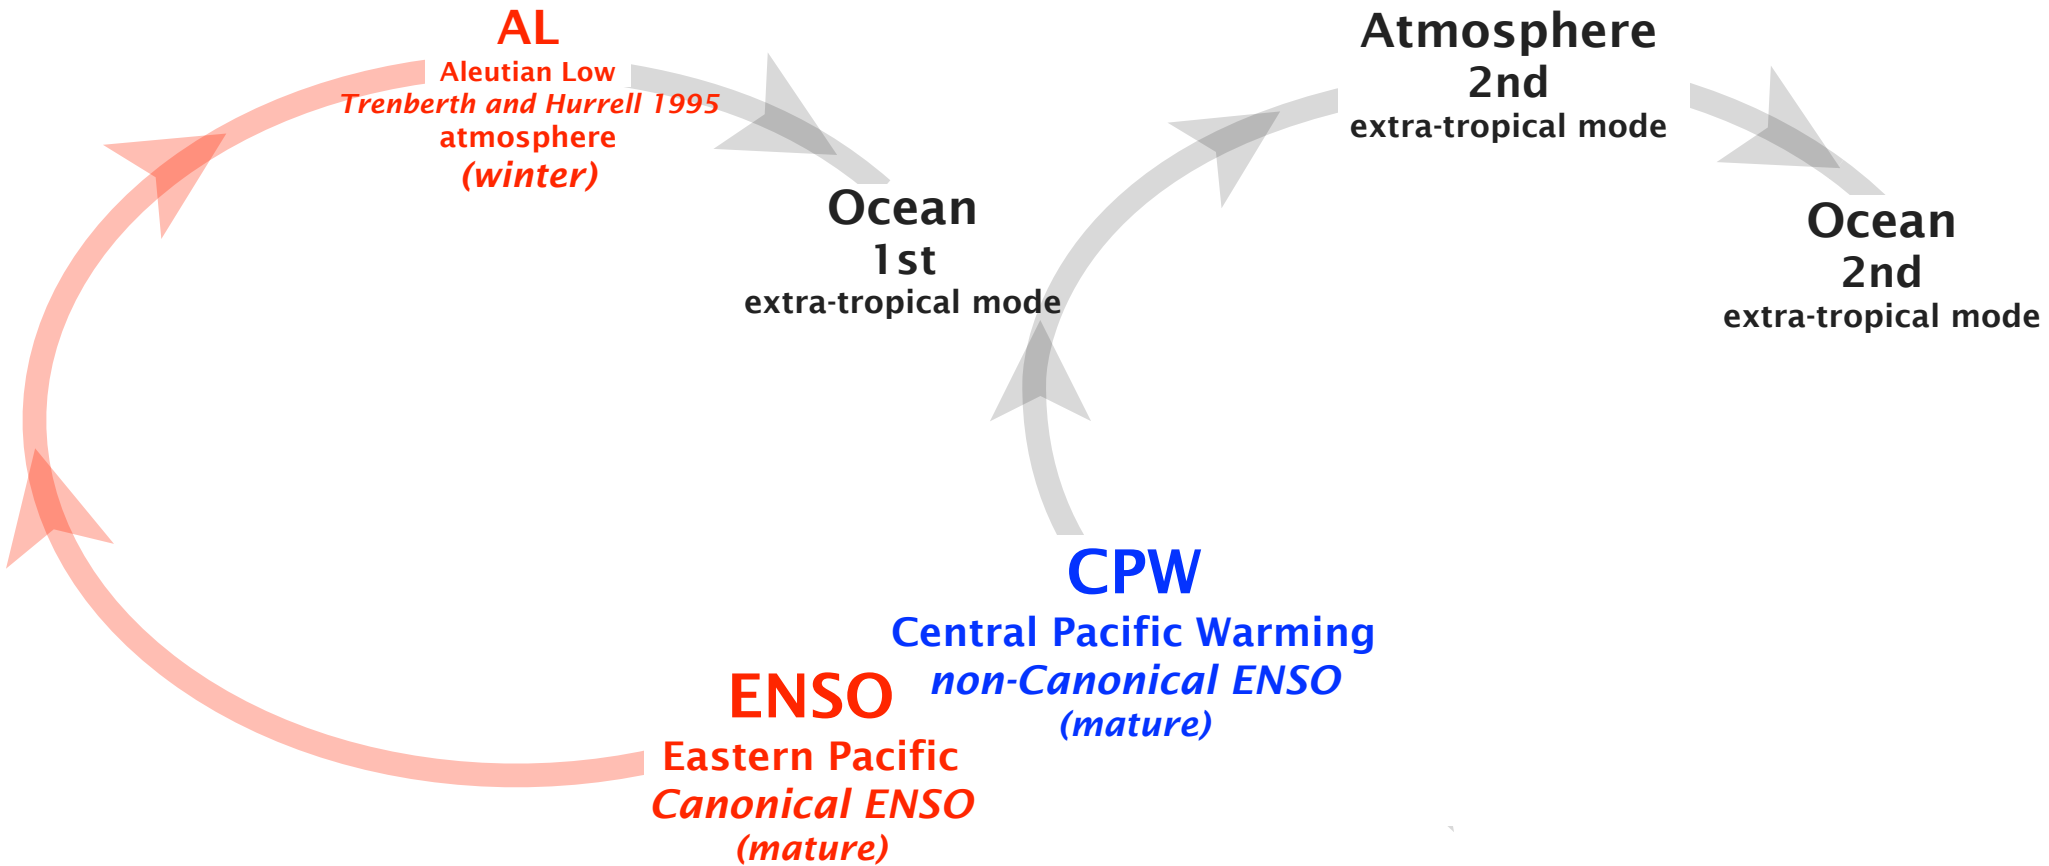 AL
Aleutian Low
Trenberth and Hurrell 1995
atmosphere
(winter)
Ocean
1st
extra-tropical mode
Atmosphere
2nd
extra-tropical mode
Ocean
2nd
extra-tropical mode
CPW
Central Pacific Warming
non-Canonical ENSO
(mature)
ENSO
Eastern Pacific
Canonical ENSO
(mature)